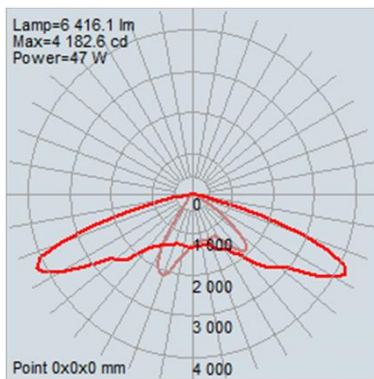 Lamp=6 416.1 lm
Max=4 182.6 cd
Power=47 W
0
1 000
2 000
3 000
4 000
Point 0x0x0 mm